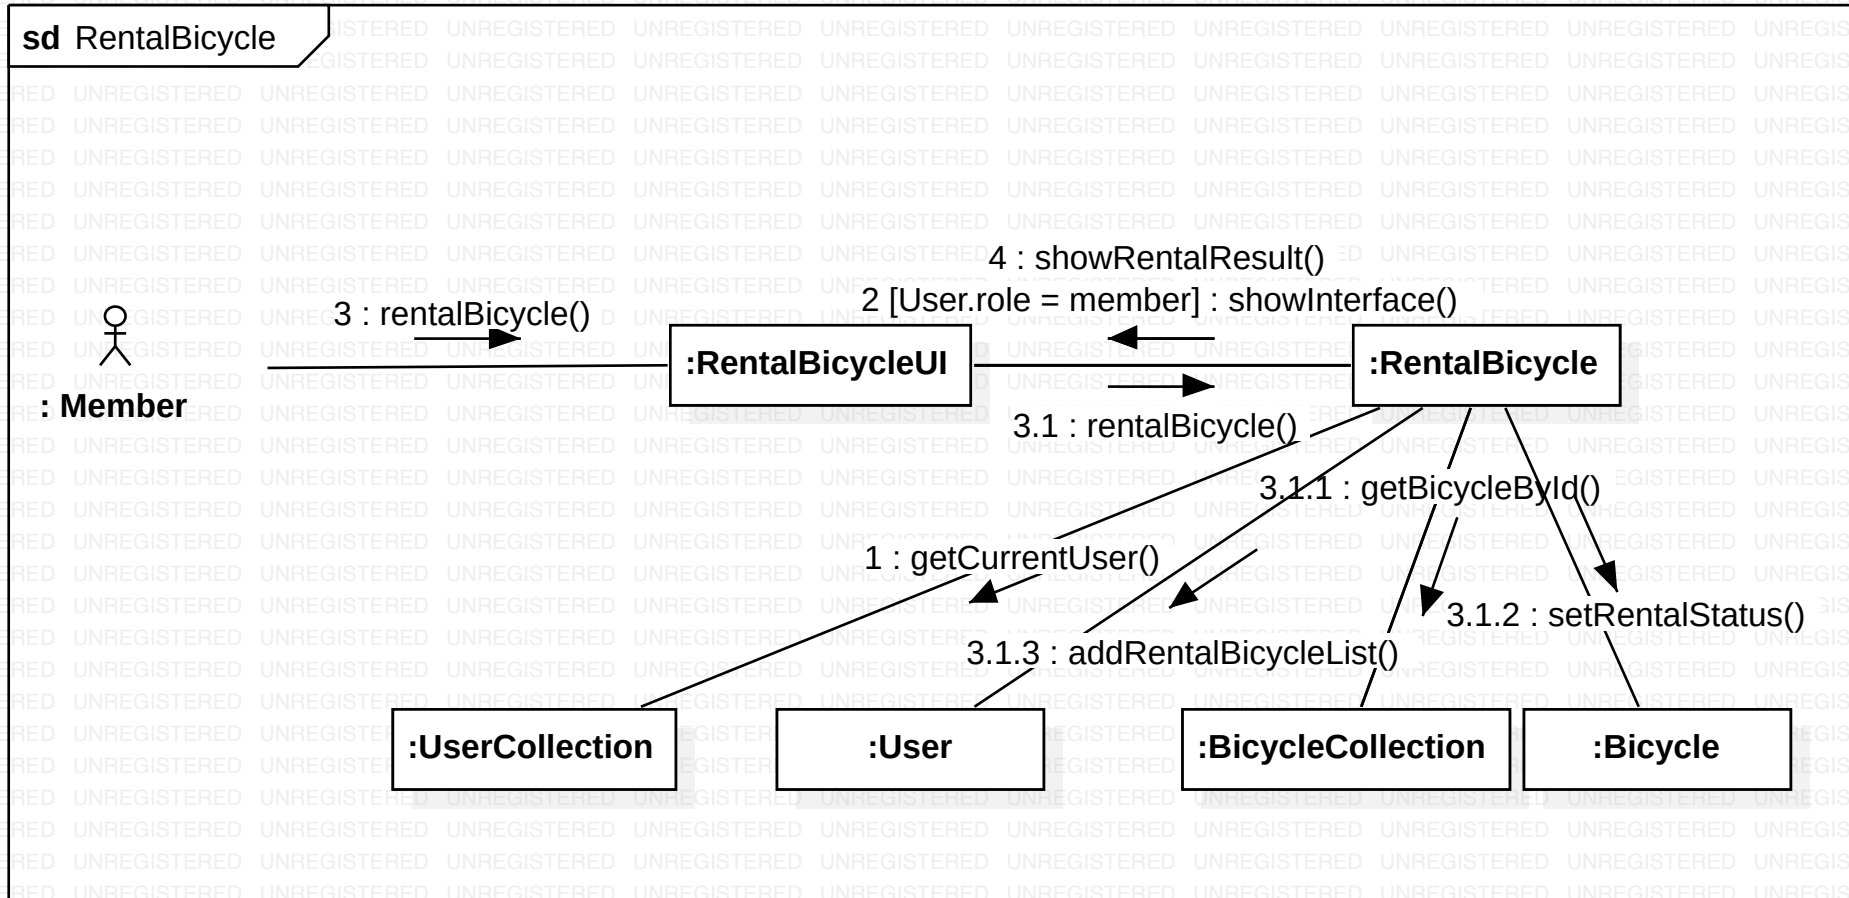 sd RentalBicycle
4 : showRentalResult()
2 [User.role = member] : showInterface()
3 : rentalBicycle()
:RentalBicycleUI
:RentalBicycle
: Member
3.1 : rentalBicycle()
3.1.1 : getBicycleById()
1 : getCurrentUser()
3.1.2 : setRentalStatus()
3.1.3 : addRentalBicycleList()
:UserCollection
:User
:BicycleCollection
:Bicycle
UNREGISTERED